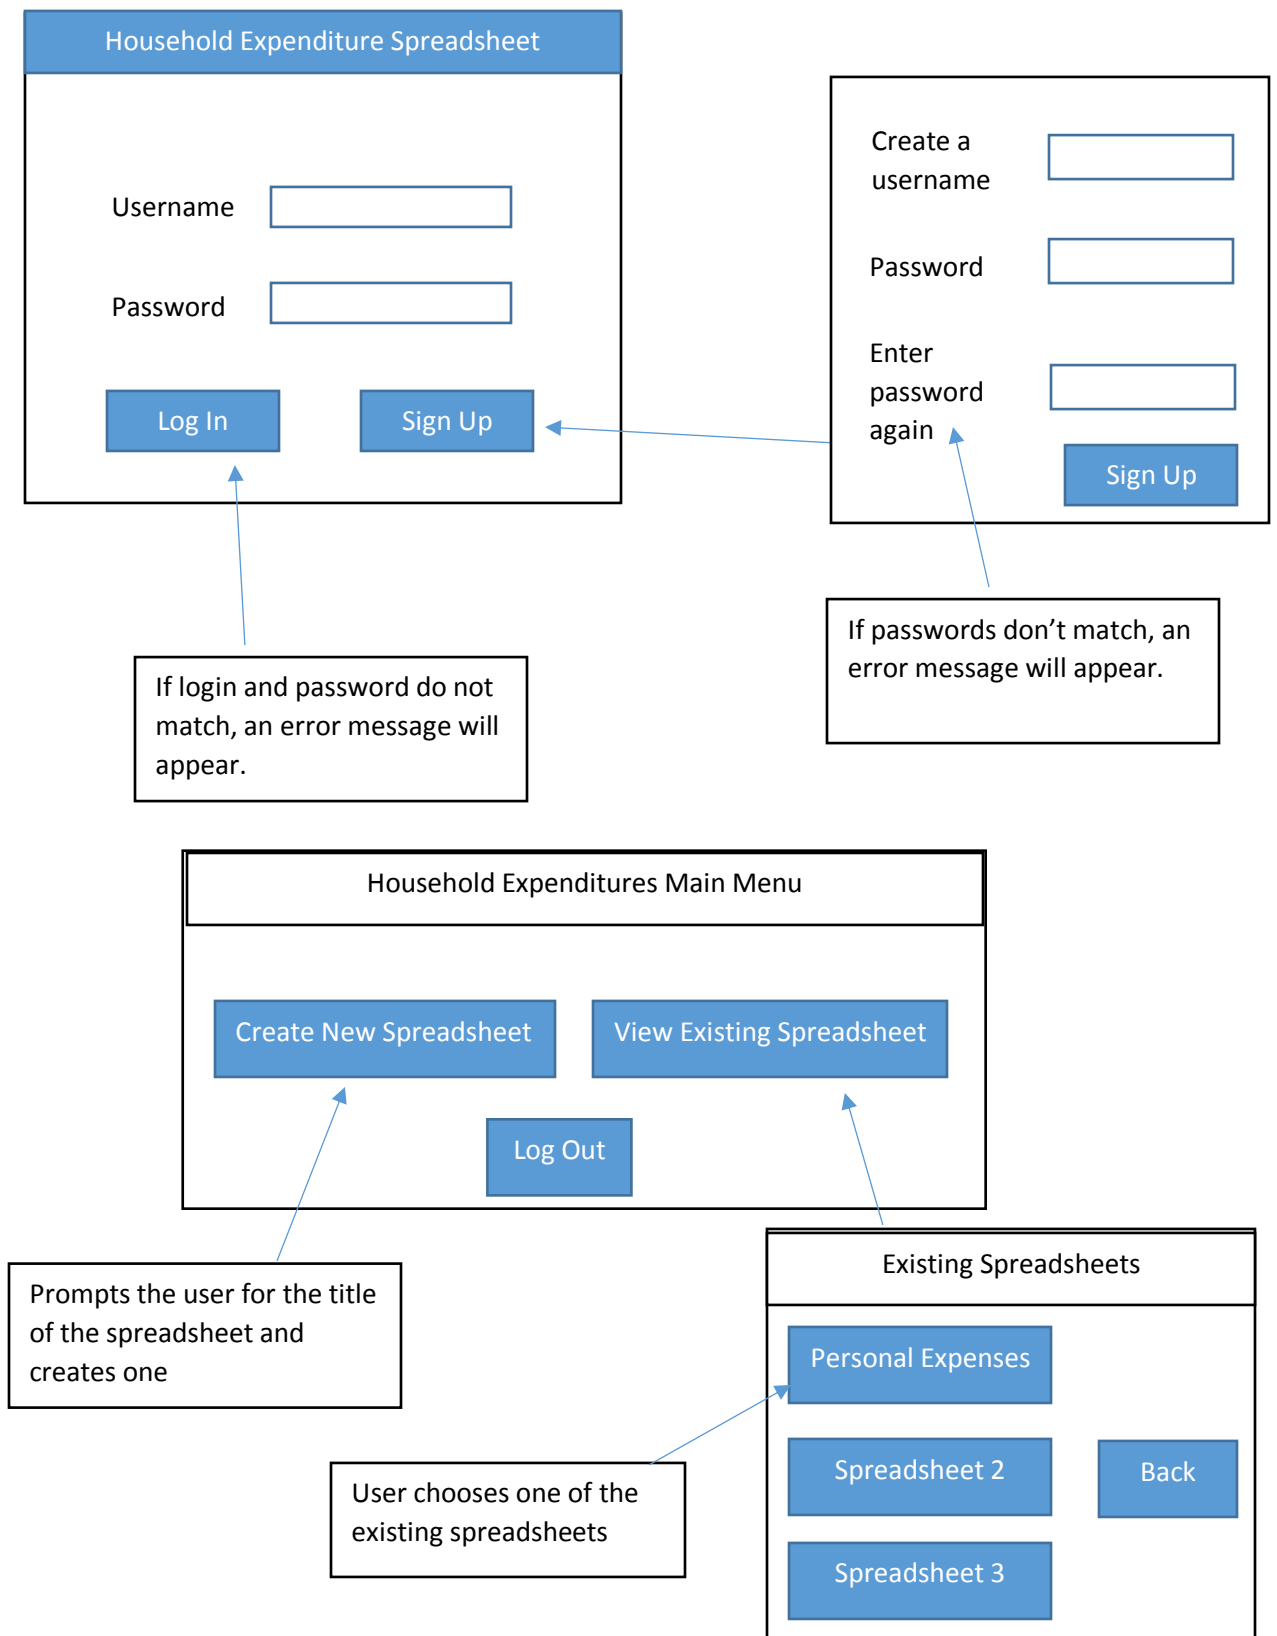 Household Expenditure Spreadsheet
Username
Password
Log In
Sign Up
Create a
username
Password
Enter
password
again
Sign Up
If login and password do not
match, an error message will
appear.
If passwords don’t match, an
error message will appear.
Household Expenditures Main Menu
Create New Spreadsheet
View Existing Spreadsheet
Log Out
Prompts the user for the title
of the spreadsheet and
creates one
Existing Spreadsheets
Personal Expenses
Spreadsheet 2
Back
Spreadsheet 3
User chooses one of the
existing spreadsheets